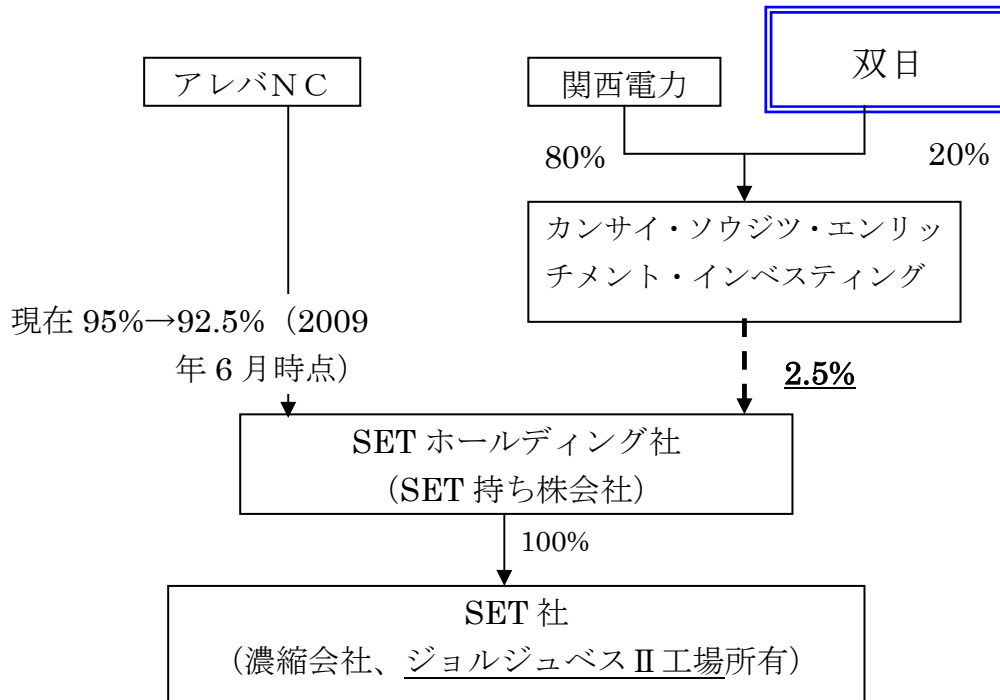 双日
アレバNC
関西電力
80%
20%
カンサイ・ソウジツ・エンリッ
チメント・インベスティング
現在 95%→92.5%（2009
年 6 月時点）
2.5%
SET ホールディング社
（SET 持ち株会社）
100%
SET 社
（濃縮会社、ジョルジュベスⅡ工場所有）